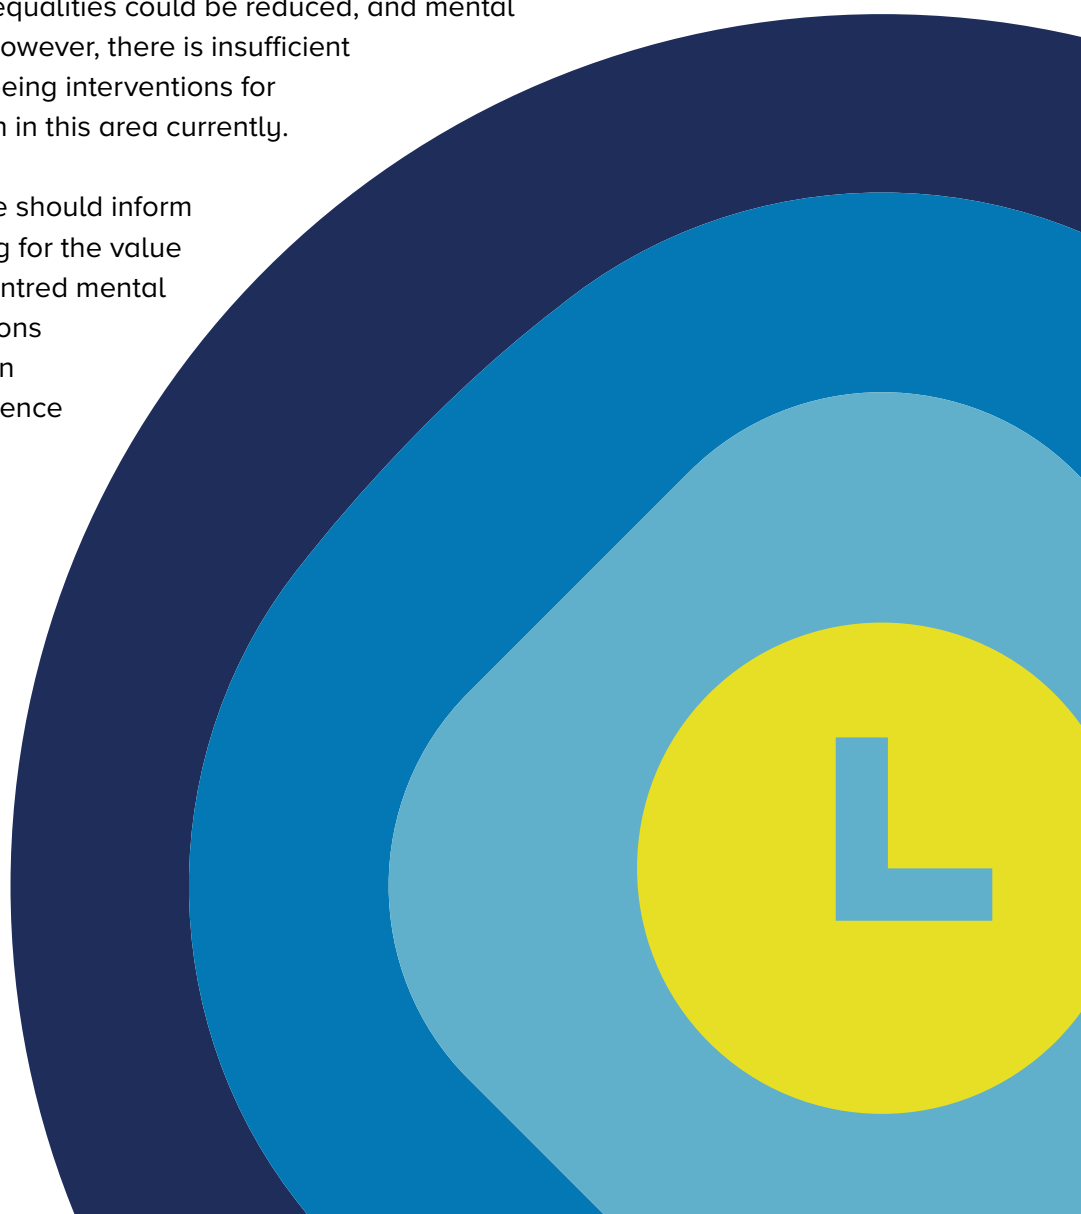 equalities could be reduced, and mental
owever, there is insufficient
eing interventions for
n in this area currently.
e should inform
g for the value
ntred mental
ons
n
ence
L